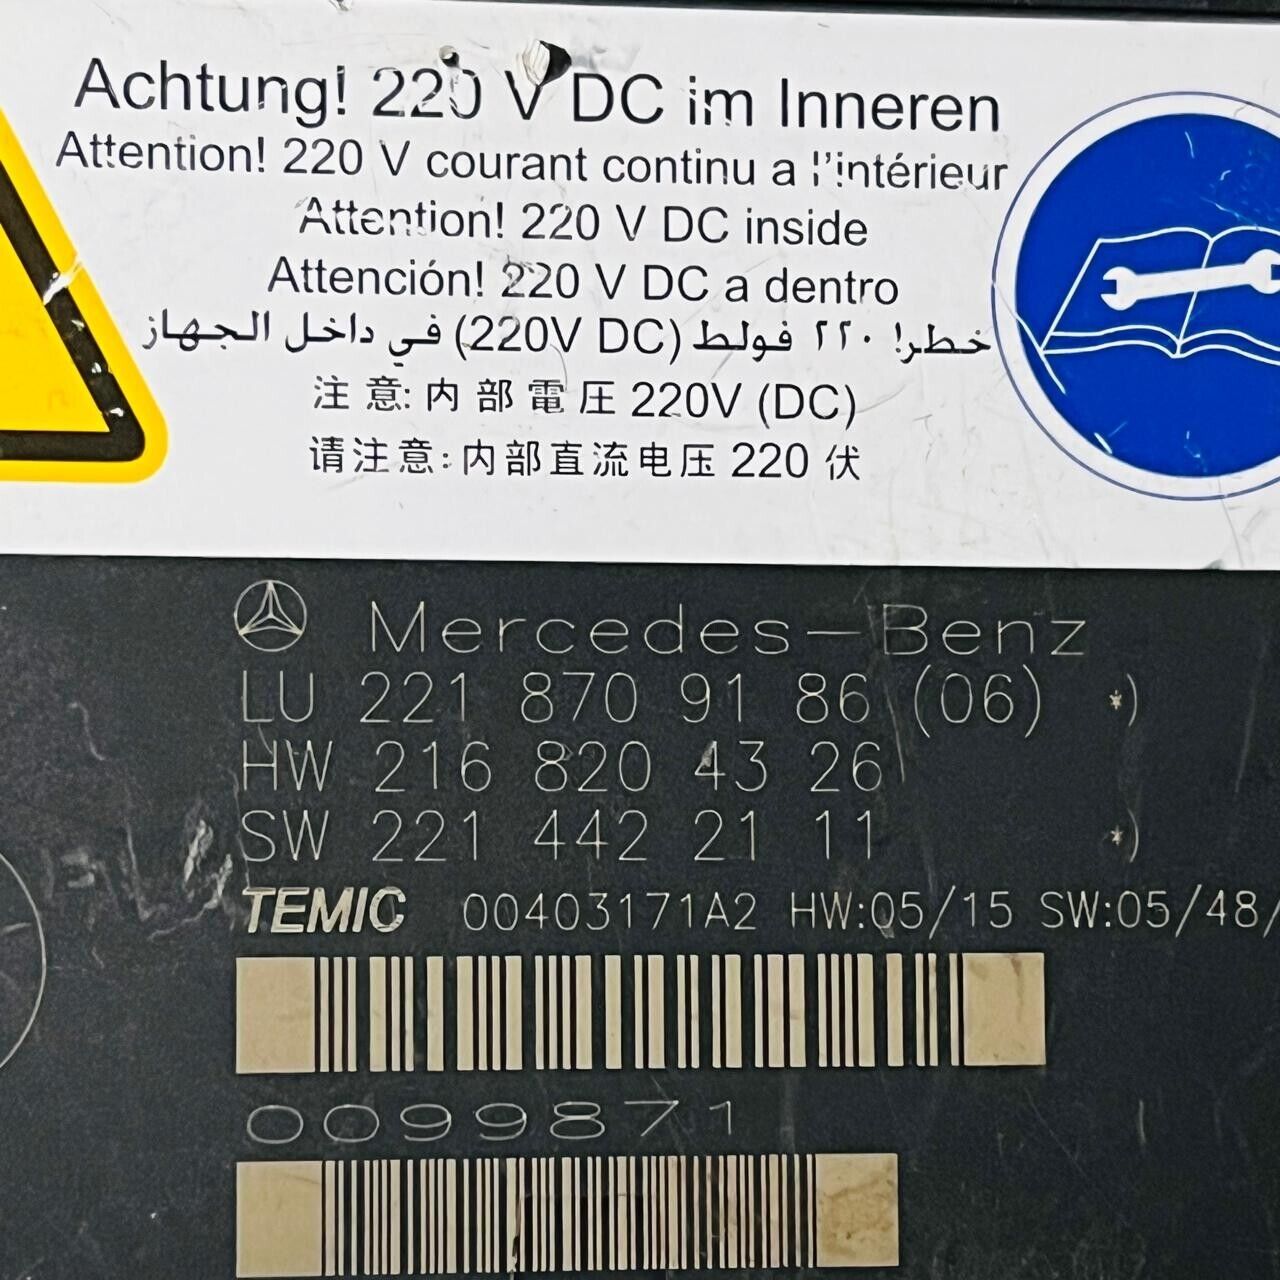 Achtung! 220 V DC im Inneren
Attention! 220 V courant continu a l'intérieur
Attention! 220 V DC inside
Attención! 220 V DC a dentro
خطر! ٢٢٠ فولط (220V DC) في داخل الجهاز
注意: 内部電圧 220V (DC)
请注意: 内部直流电压 220 伏
Mercedes-Benz
LU 221 870 91 86 (06) *)
HW 216 820 43 26
SW 221 442 21 11 *)
TEMIC 00403171A2 HW:05/15 SW:05/48/
0099871